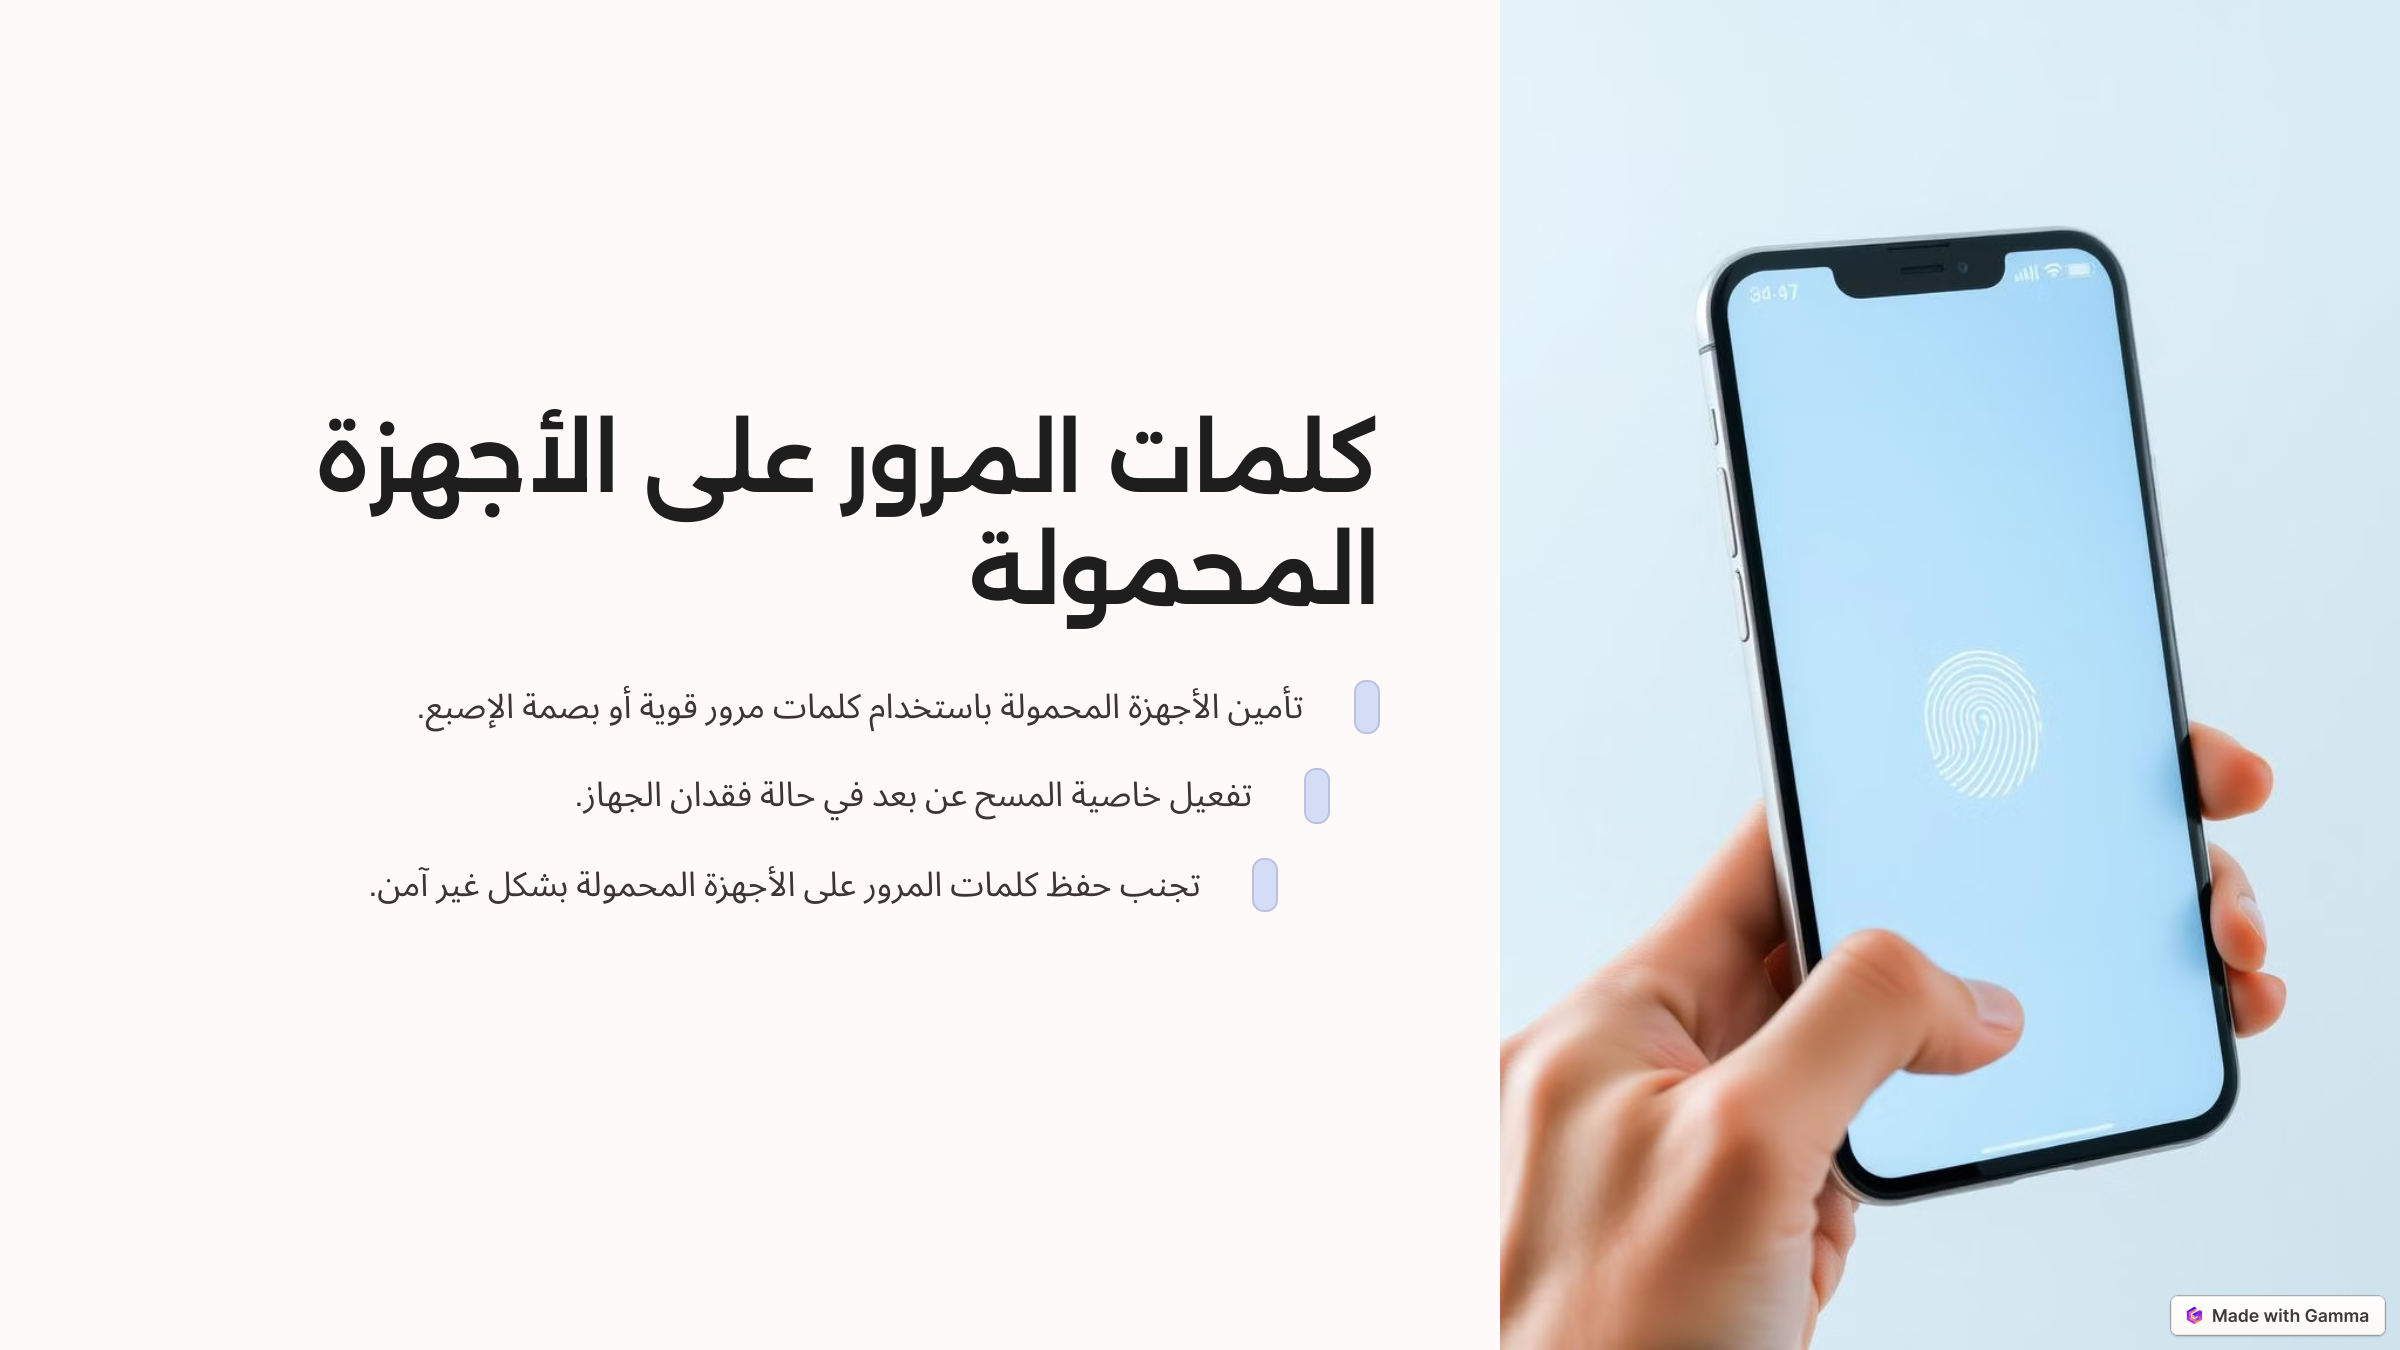 كلمات المرور على الأجهزة
المحمولة
تأمين الأجهزة المحمولة باستخدام كلمات مرور قوية أو بصمة الإصبع.
تفعيل خاصية المسح عن بعد في حالة فقدان الجهاز.
تجنب حفظ كلمات المرور على الأجهزة المحمولة بشكل غير آمن.
Made with Gamma